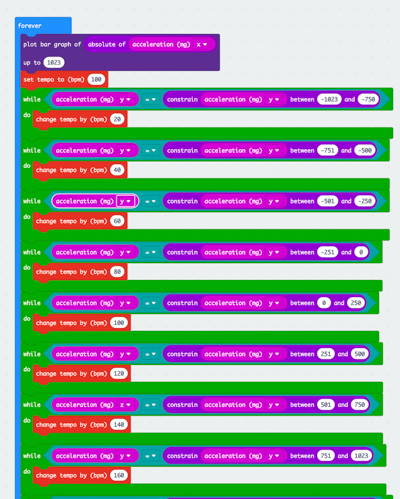 forever
plot bar graph of absolute of acceleration (mg) x
up to 1023
set tempo to (bpm) 100
while acceleration (mg) y = constrain acceleration (mg) y between -1023 and -750
do change tempo by (bpm) 20
while acceleration (mg) y = constrain acceleration (mg) y between -751 and -500
do change tempo by (bpm) 40
while acceleration (mg) y = constrain acceleration (mg) y between -501 and -250
do change tempo by (bpm) 60
while acceleration (mg) y = constrain acceleration (mg) y between -251 and 0
do change tempo by (bpm) 80
while acceleration (mg) y = constrain acceleration (mg) y between 0 and 250
do change tempo by (bpm) 100
while acceleration (mg) y = constrain acceleration (mg) y between 251 and 500
do change tempo by (bpm) 120
while acceleration (mg) z = constrain acceleration (mg) y between 501 and 750
do change tempo by (bpm) 140
while acceleration (mg) y = constrain acceleration (mg) y between 751 and 1023
do change tempo by (bpm) 160